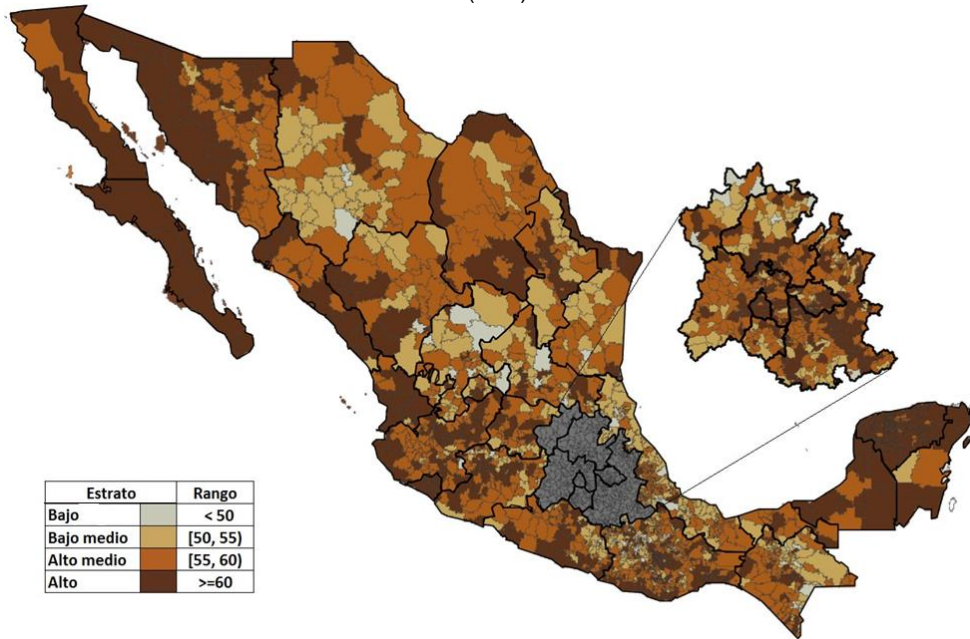 Estrato Rango
Bajo < 50
Bajo medio [50, 55)
Alto medio [55, 60)
Alto >=60